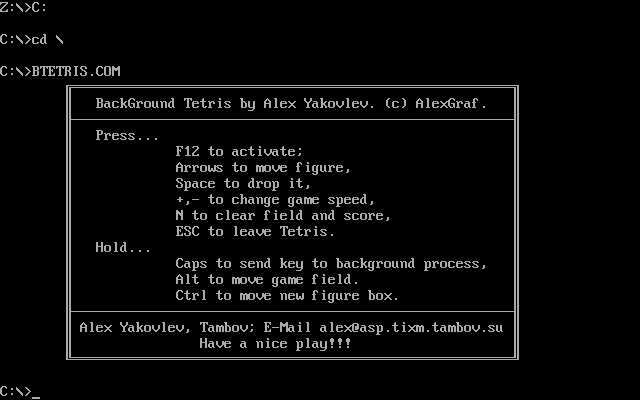 Z:\>C:
C:\>cd \
C:\>BTETRIS.COM
BackGround Tetris by Alex Yakovlev. (c) AlexGraf.
Press...
F12 to activate;
Arrows to move figure,
Space to drop it,
+,- to change game speed,
N to clear field and score,
ESC to leave Tetris.
Hold...
Caps to send key to background process,
Alt to move game field.
Ctrl to move new figure box.
Alex Yakovlev, Tambov; E-Mail alex@asp.tixm.tambov.su
Have a nice play!!!
C:\>_